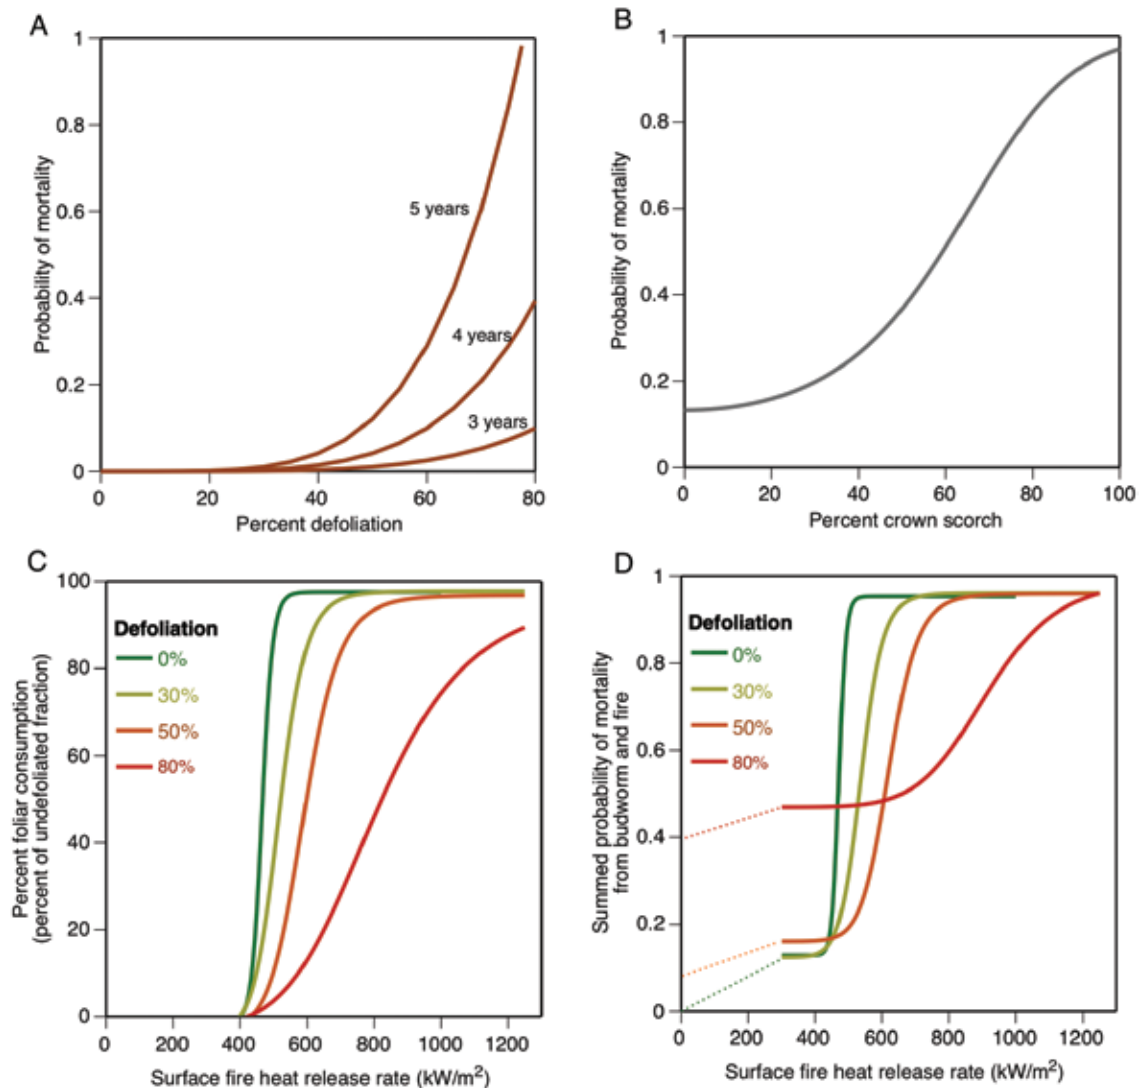 A
Probability of mortality
1
0.8
0.6
0.4
0.2
0
5 years
4 years
3 years
0 20 40 60 80
Percent defoliation
B
Probability of mortality
1
0.8
0.6
0.4
0.2
0
0 20 40 60 80 100
Percent crown scorch
C
Percent foliar consumption
(percent of undefoliated fraction)
100
80
60
40
20
0
Defoliation
0%
30%
50%
80%
0 200 400 600 800 1000 1200
Surface fire heat release rate (kW/m²)
D
Summed probability of mortality
from budworm and fire
1
0.8
0.6
0.4
0.2
0
Defoliation
0%
30%
50%
80%
0 200 400 600 800 1000 1200
Surface fire heat release rate (kW/m²)